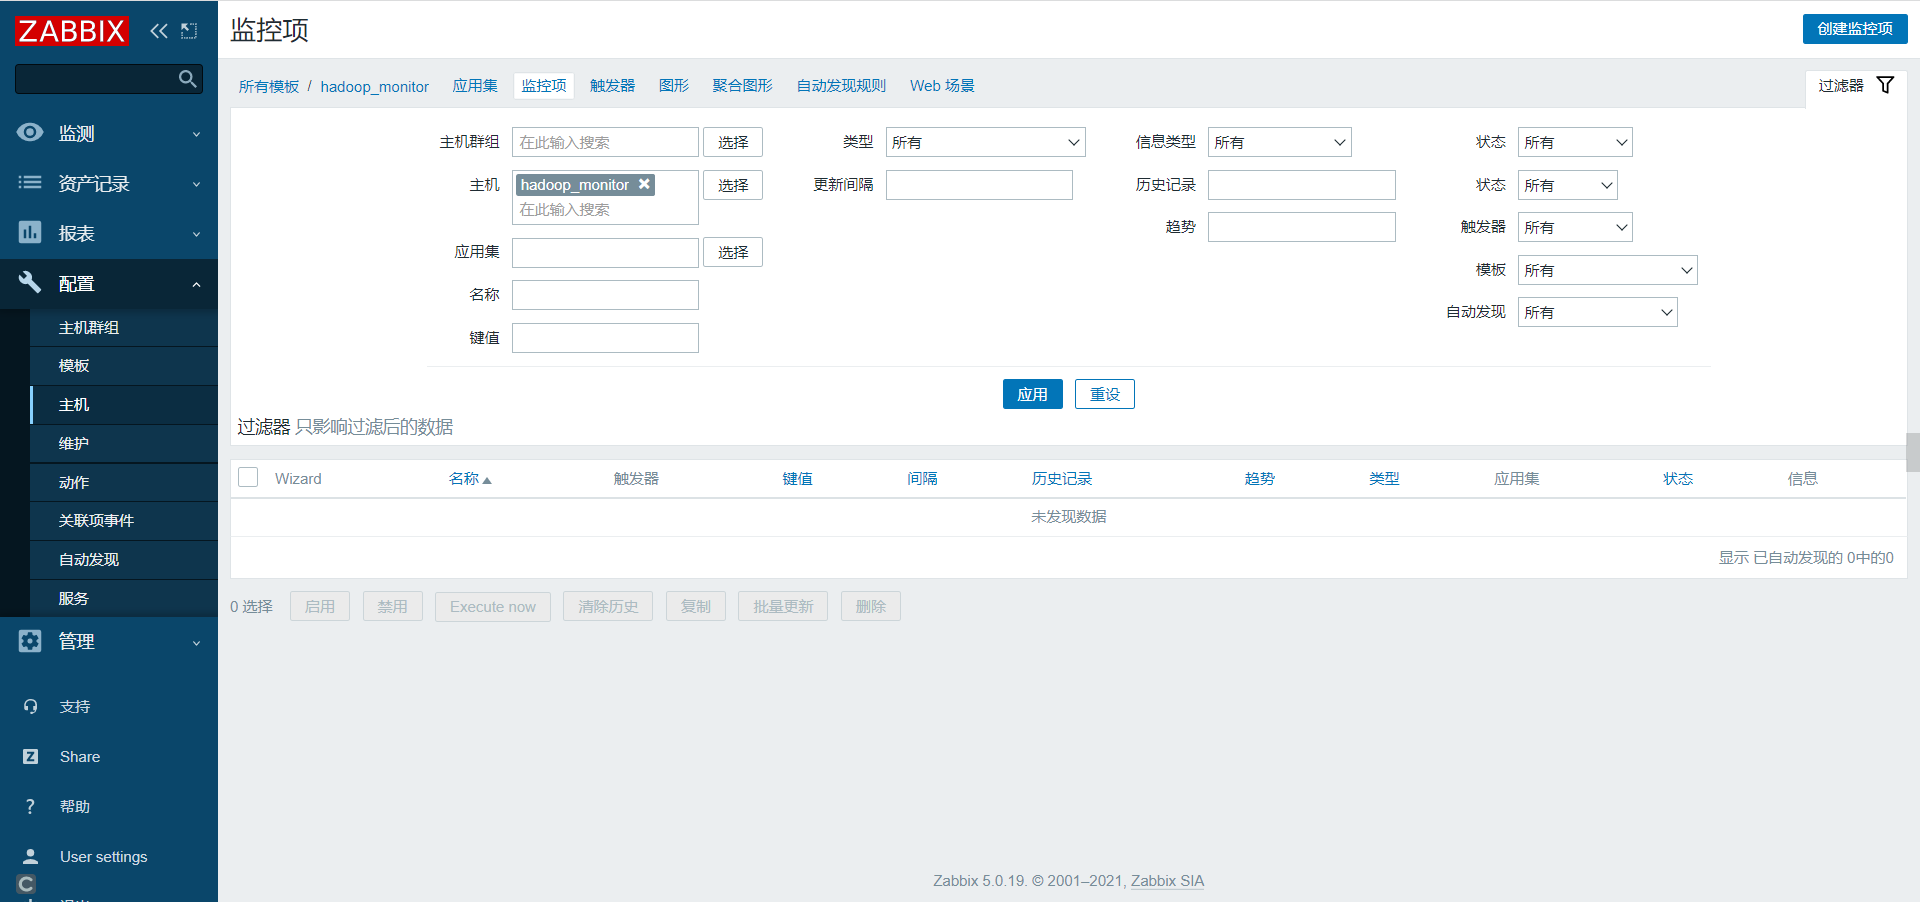 ZABBIX
监测
资产记录
报表
配置
主机群组
模板
主机
维护
动作
关联项事件
自动发现
服务
管理
支持
Share
帮助
User settings
监控项
创建监控项
所有模板 / hadoop_monitor 应用集 监控项 触发器 图形 聚合图形 自动发现规则 Web 场景
过滤器
主机群组 在此输入搜索 选择 类型 所有 信息类型 所有 状态 所有
主机 hadoop_monitor 选择 更新间隔 历史记录 状态 所有
在此输入搜索
趋势 触发器 所有
应用集 选择
模板 所有
名称
自动发现 所有
键值
应用 重设
过滤器 只影响过滤后的数据
Wizard 名称 触发器 键值 间隔 历史记录 趋势 类型 应用集 状态 信息
未发现数据
显示 已自动发现的 0中的0
0 选择 启用 禁用 Execute now 清除历史 复制 批量更新 删除
Zabbix 5.0.19. © 2001–2021, Zabbix SIA